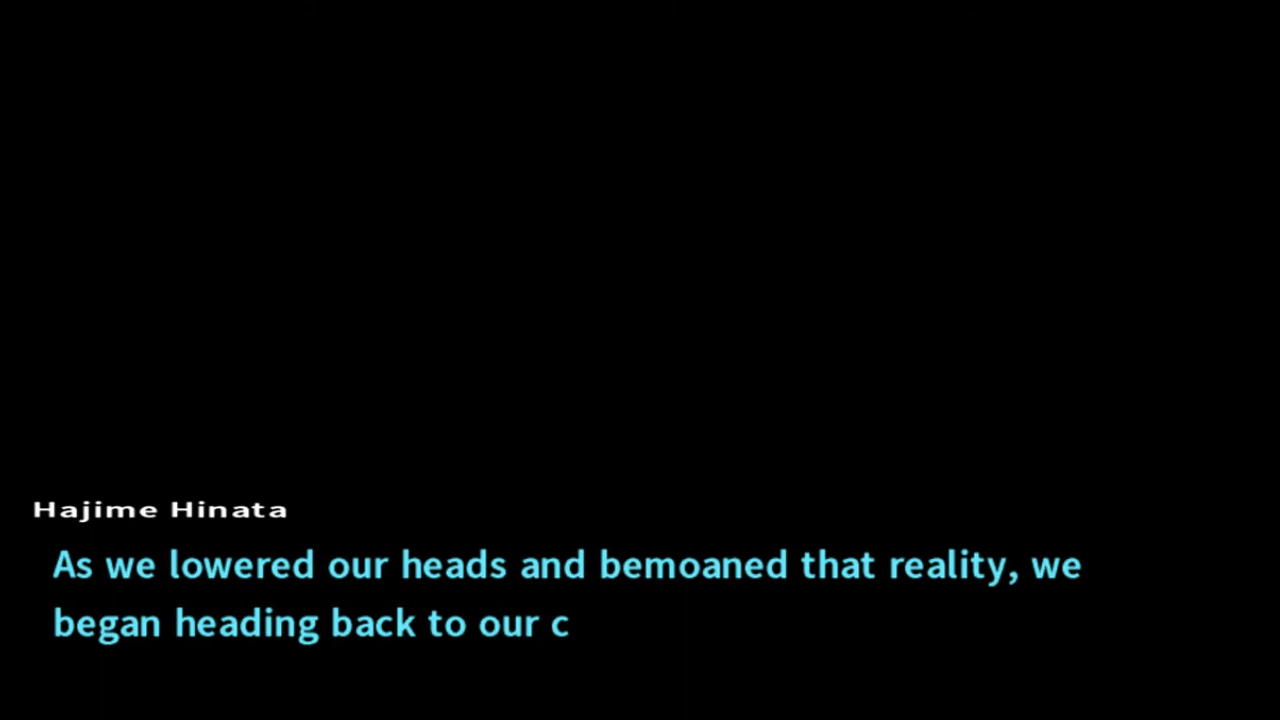 Hajime Hinata
As we lowered our heads and bemoaned that reality, we
began heading back to our c